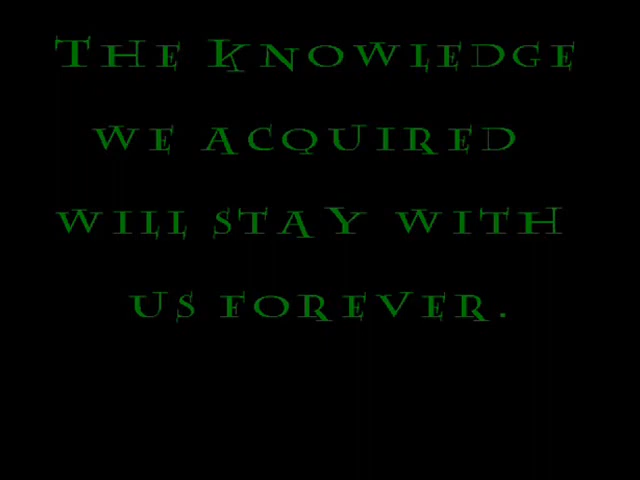 The Knowledge
we acquired
will stay with
us forever.